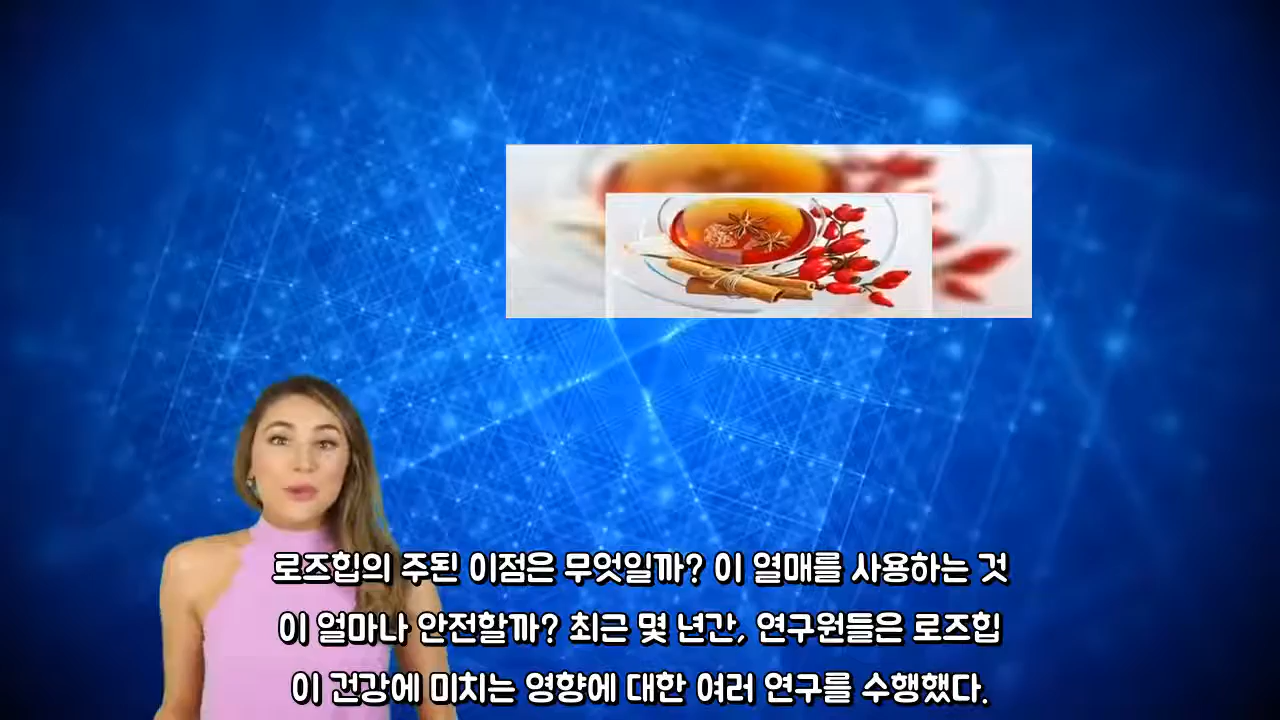 로즈힙의 주된 이점은 무엇일까? 이 열매를 사용하는 것
이 얼마나 안전할까? 최근 몇 년간, 연구원들은 로즈힙
이 건강에 미치는 영향에 대한 여러 연구를 수행했다.